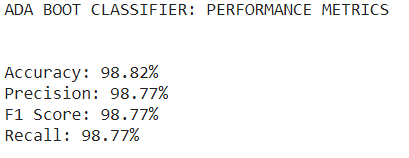 ADA BOOT CLASSIFIER: PERFORMANCE METRICS
Accuracy: 98.82%
Precision: 98.77%
F1 Score: 98.77%
Recall: 98.77%